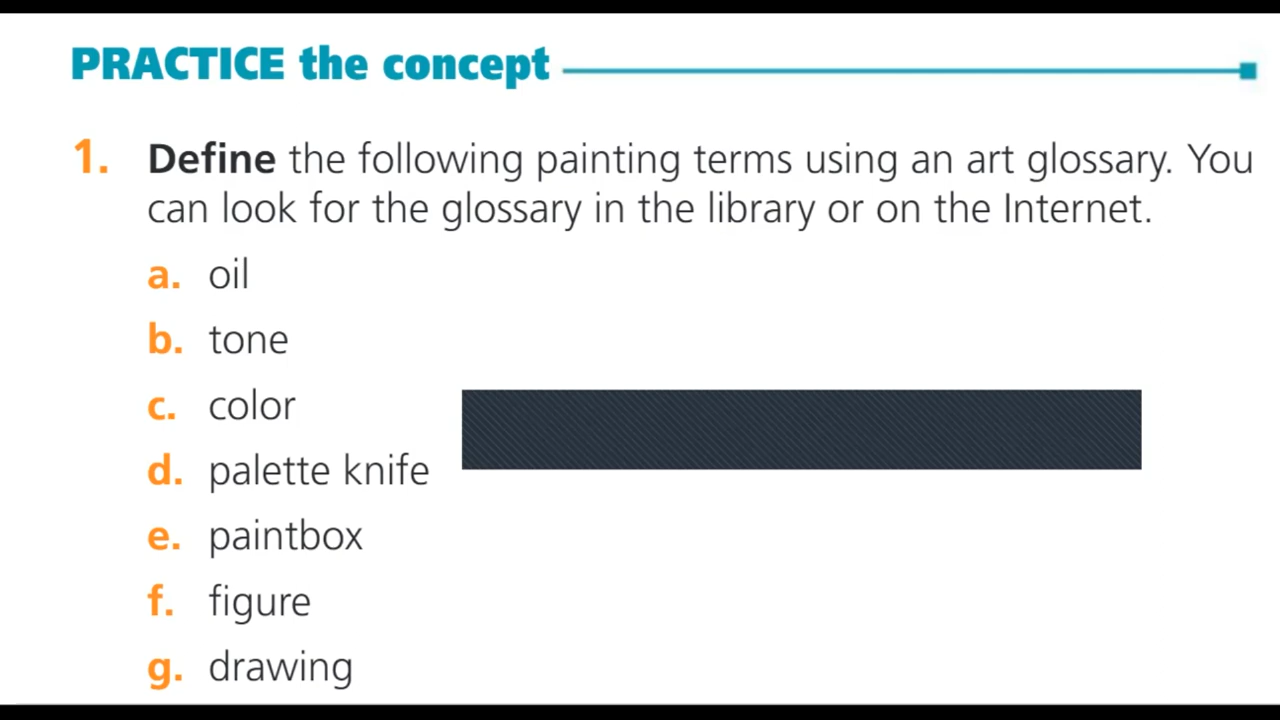 PRACTICE the concept
1. Define the following painting terms using an art glossary. You
can look for the glossary in the library or on the Internet.
a. oil
b. tone
c. color
d. palette knife
e. paintbox
f. figure
g. drawing